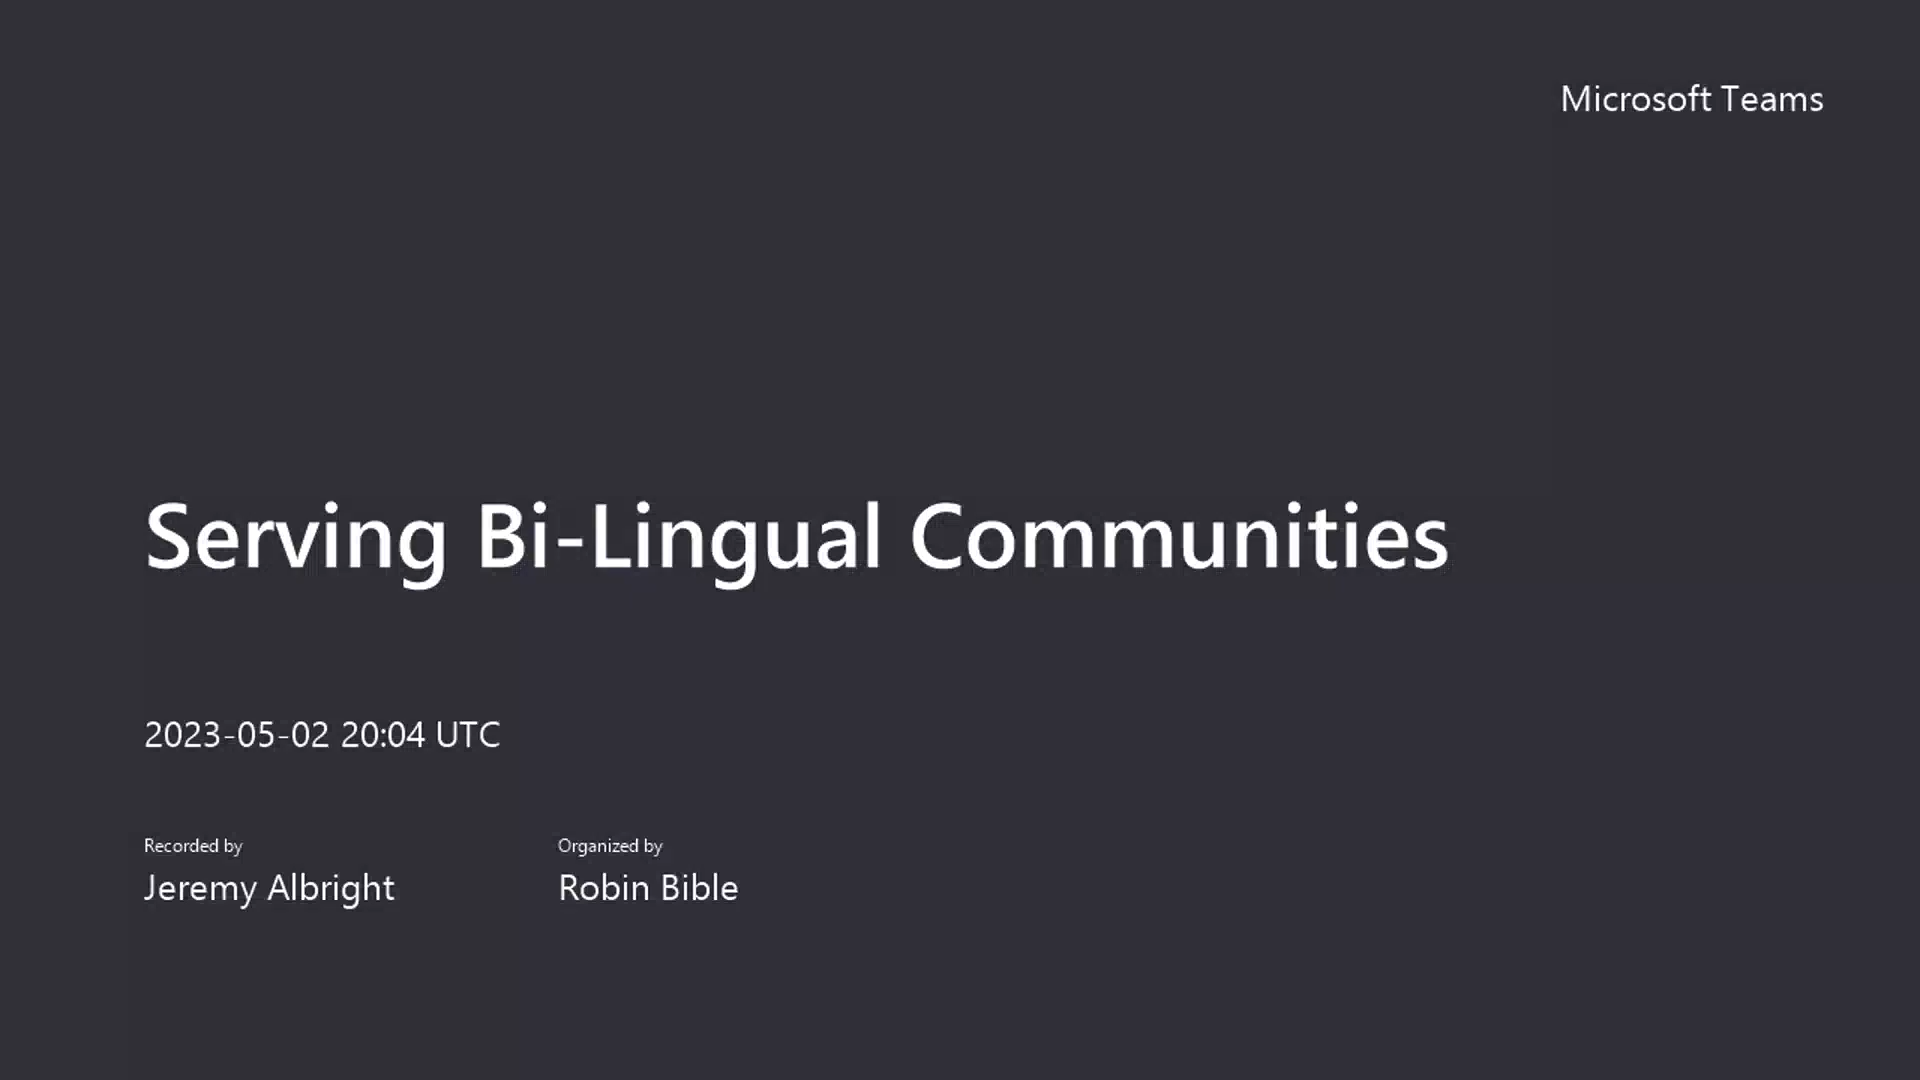 Microsoft Teams
Serving Bi-Lingual Communities
2023-05-02 20:04 UTC
Recorded by
Jeremy Albright
Organized by
Robin Bible